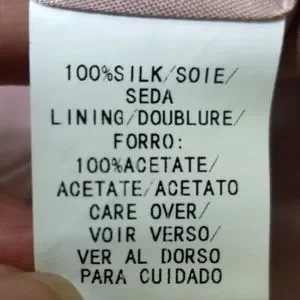 100%SILK/SOIE/
SEDA
LINING/DOUBLURE/
FORRO:
100%ACETATE/
ACETATE/ACETATO
CARE OVER/
VOIR VERSO/
VER AL DORSO
PARA CUIDADO